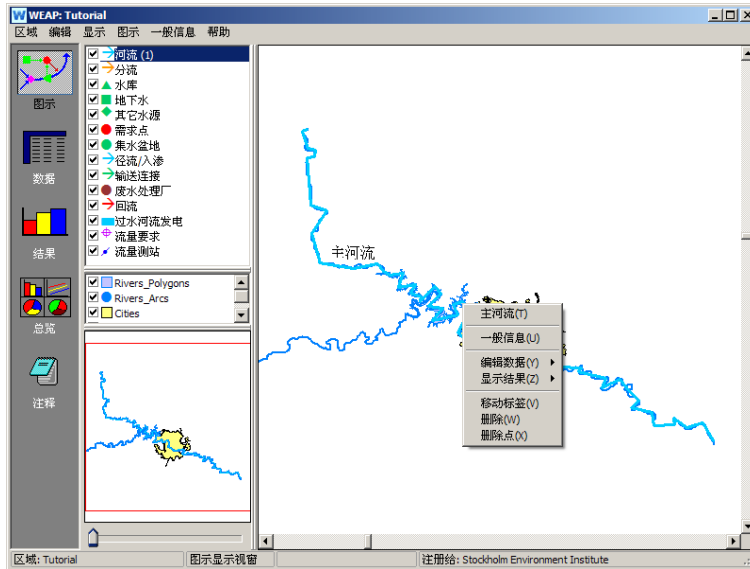 WEAP: Tutorial
区域 编辑 显示 图示 一般信息 帮助
图示
数据
结果
总览
注释
河流 (1)
分流
水库
地下水
其它水源
需求点
集水盆地
径流/入渗
输送连接
废水处理厂
回流
过水河流发电
流量要求
流量测站
Rivers_Polygons
Rivers_Arcs
Cities
主河流
主河流(T)
一般信息(U)
编辑数据(Y)
显示结果(Z)
移动标签(V)
删除(W)
删除点(X)
区域: Tutorial
图示显示视窗
注册给: Stockholm Environment Institute